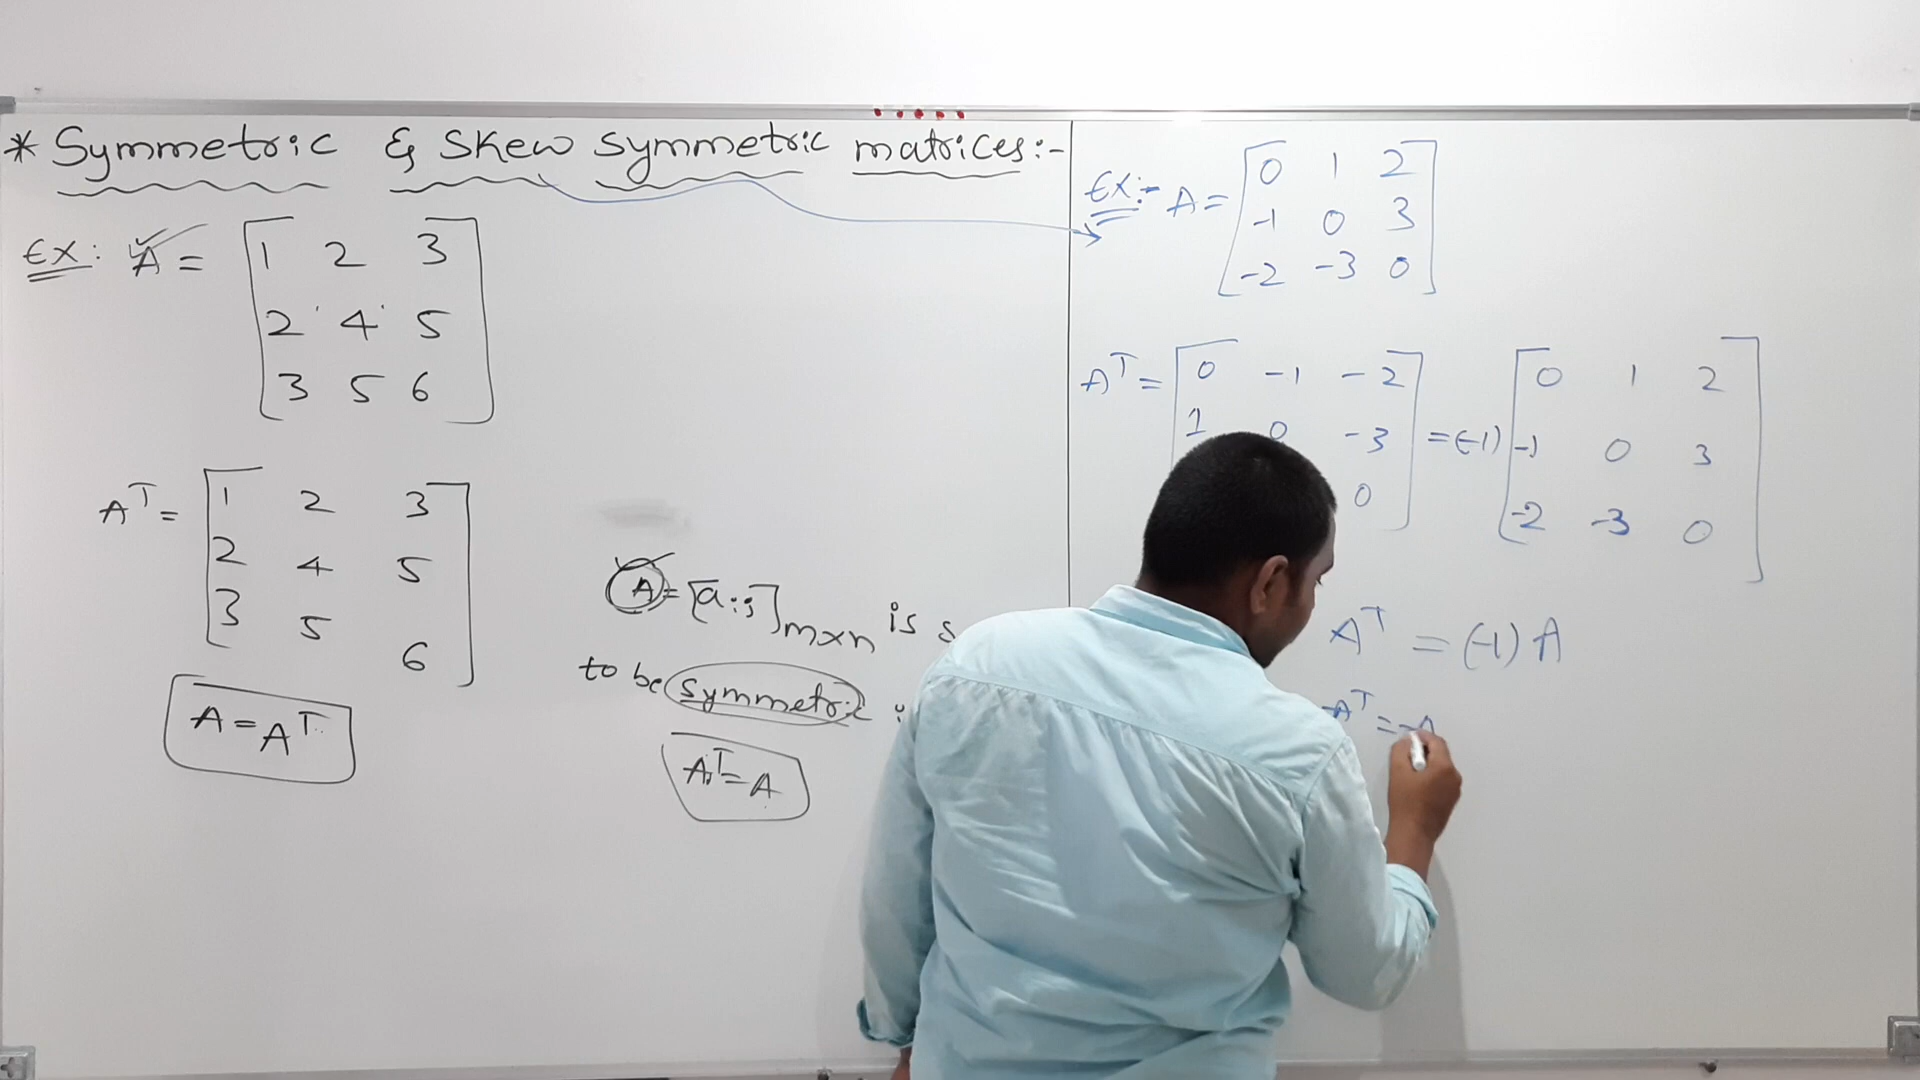 * Symmetric & Skew symmetric matrices:-
Ex: A = [1 2 3
2 4 5
3 5 6]
A^T = [1 2 3
2 4 5
3 5 6]
A = A^T
A = [aij]m×n is
to be symmetric
A^T = A
Ex:- A = [0 1 2
-1 0 3
-2 -3 0]
A^T = [0 -1 -2
1 0 -3
0]
= (-1) [0 1 2
-1 0 3
-2 -3 0]
A^T = (-1) A
A^T = -A